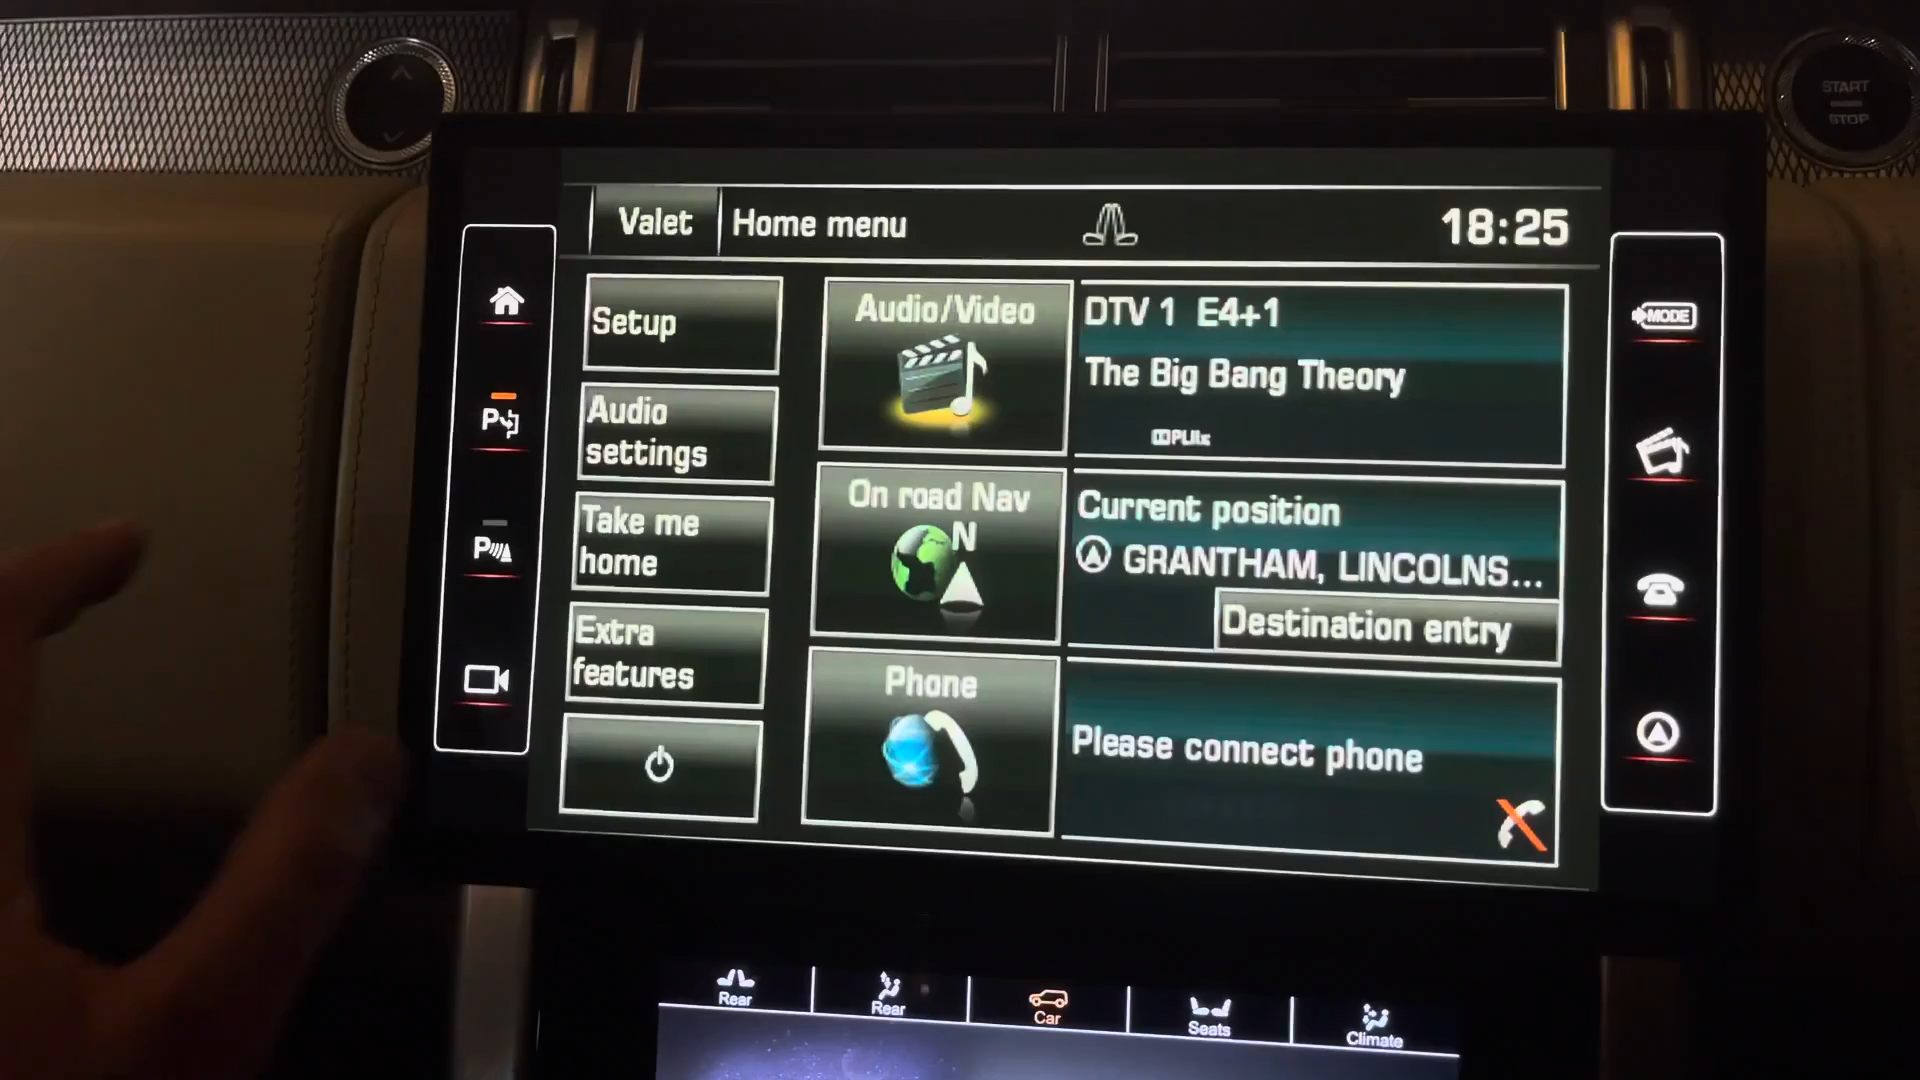 START
STOP
Valet
Home menu
18:25
Setup
Audio/Video
DTV 1 E4+1
MODE
The Big Bang Theory
Audio
settings
PLIIx
P
On road Nav
N
Current position
Take me
home
GRANTHAM, LINCOLNS...
P
Destination entry
Extra
features
Phone
Please connect phone
Rear
Rear
Car
Seats
Climate